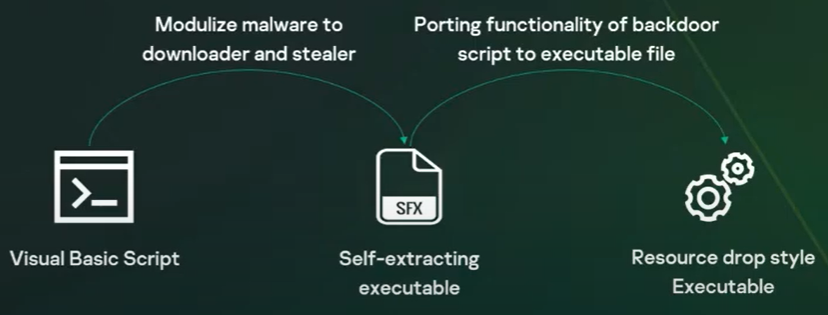 Modulize malware to
downloader and stealer
Porting functionality of backdoor
script to executable file
SFX
Visual Basic Script
Self-extracting
executable
Resource drop style
Executable